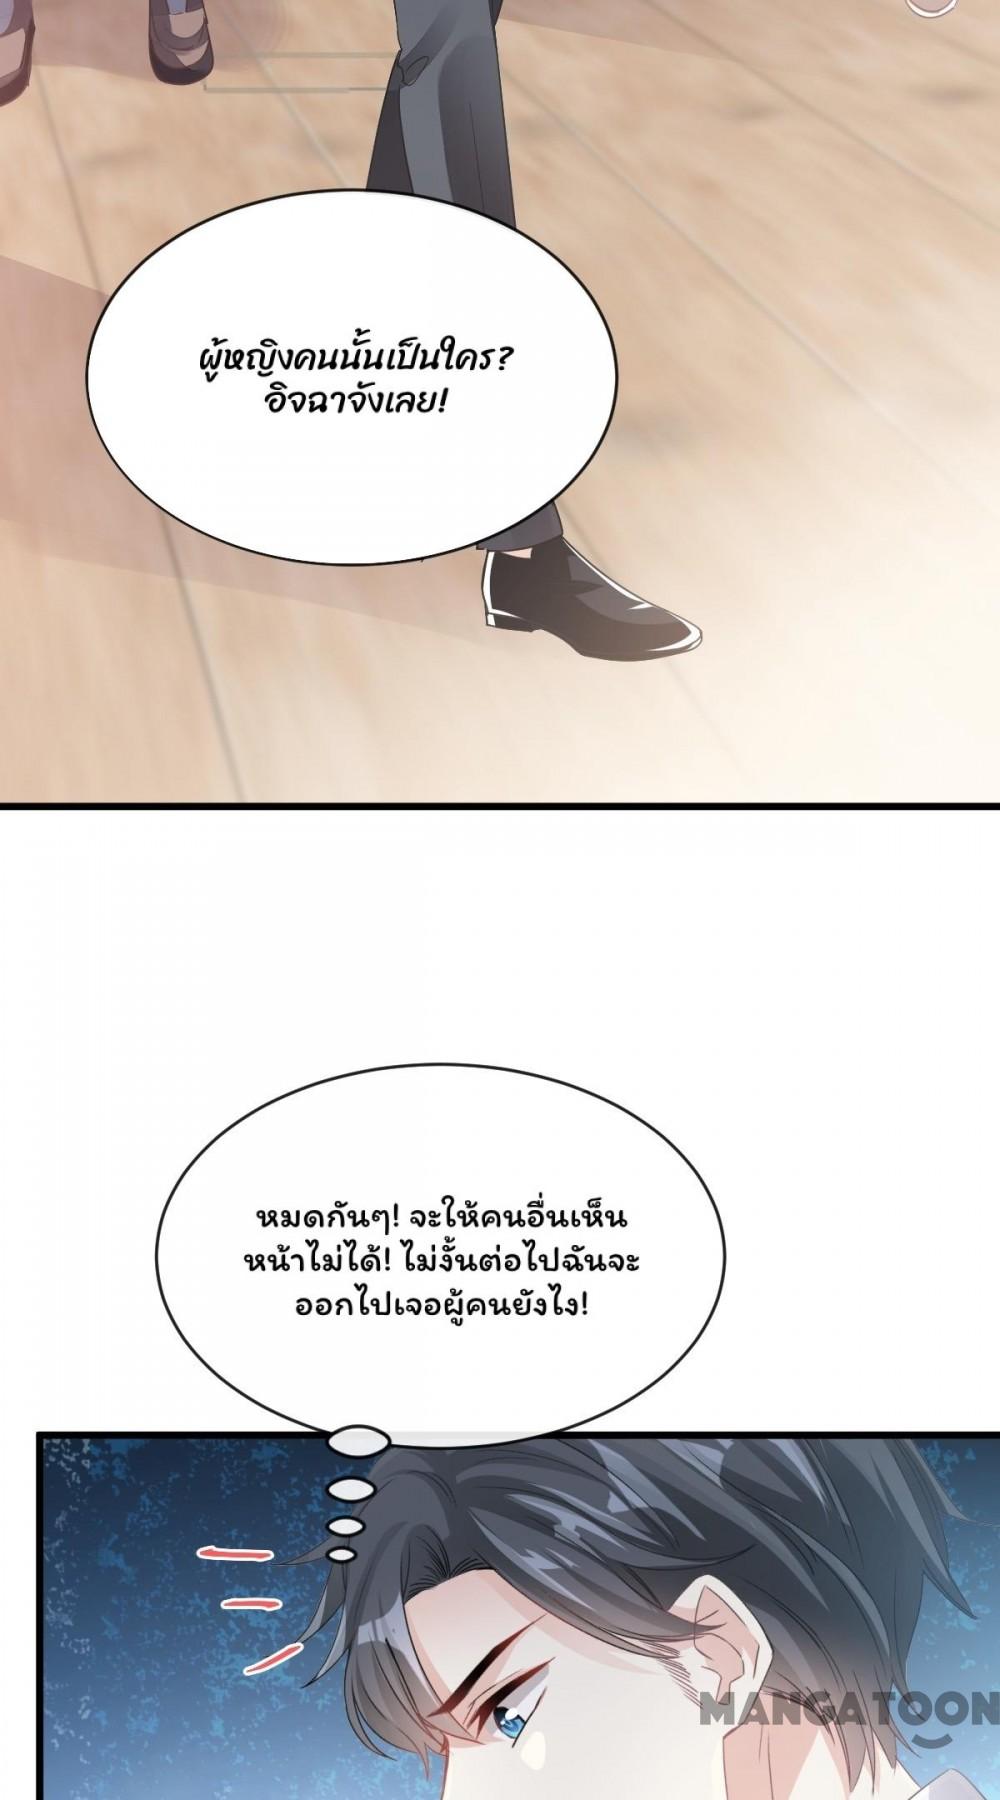 ผู้หญิงคนนั้นเป็นใคร?
อิจฉาจังเลย!
หมดกันๆ! จะให้คนอื่นเห็น
หน้าไม่ได้! ไม่งั้นต่อไปฉันจะ
ออกไปเจอผู้คนยังไง!
MANGATOON